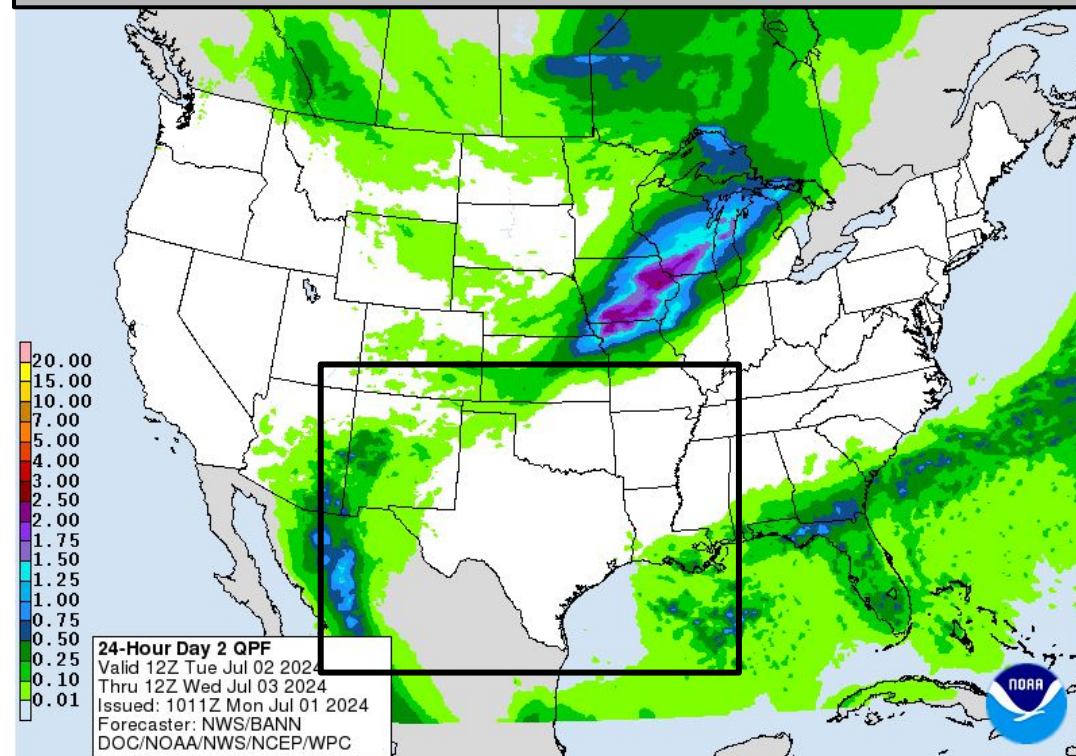 20.00
15.00
10.00
7.00
5.00
4.00
3.00
2.50
2.00
1.75
1.50
1.25
1.00
0.75
0.50
0.25
0.10
0.01
24-Hour Day 2 QPF
Valid 12Z Tue Jul 02 2024
Thru 12Z Wed Jul 03 2024
Issued: 1011Z Mon Jul 01 2024
Forecaster: NWS/BANN
DOC/NOAA/NWS/NCEP/WPC
NOAA